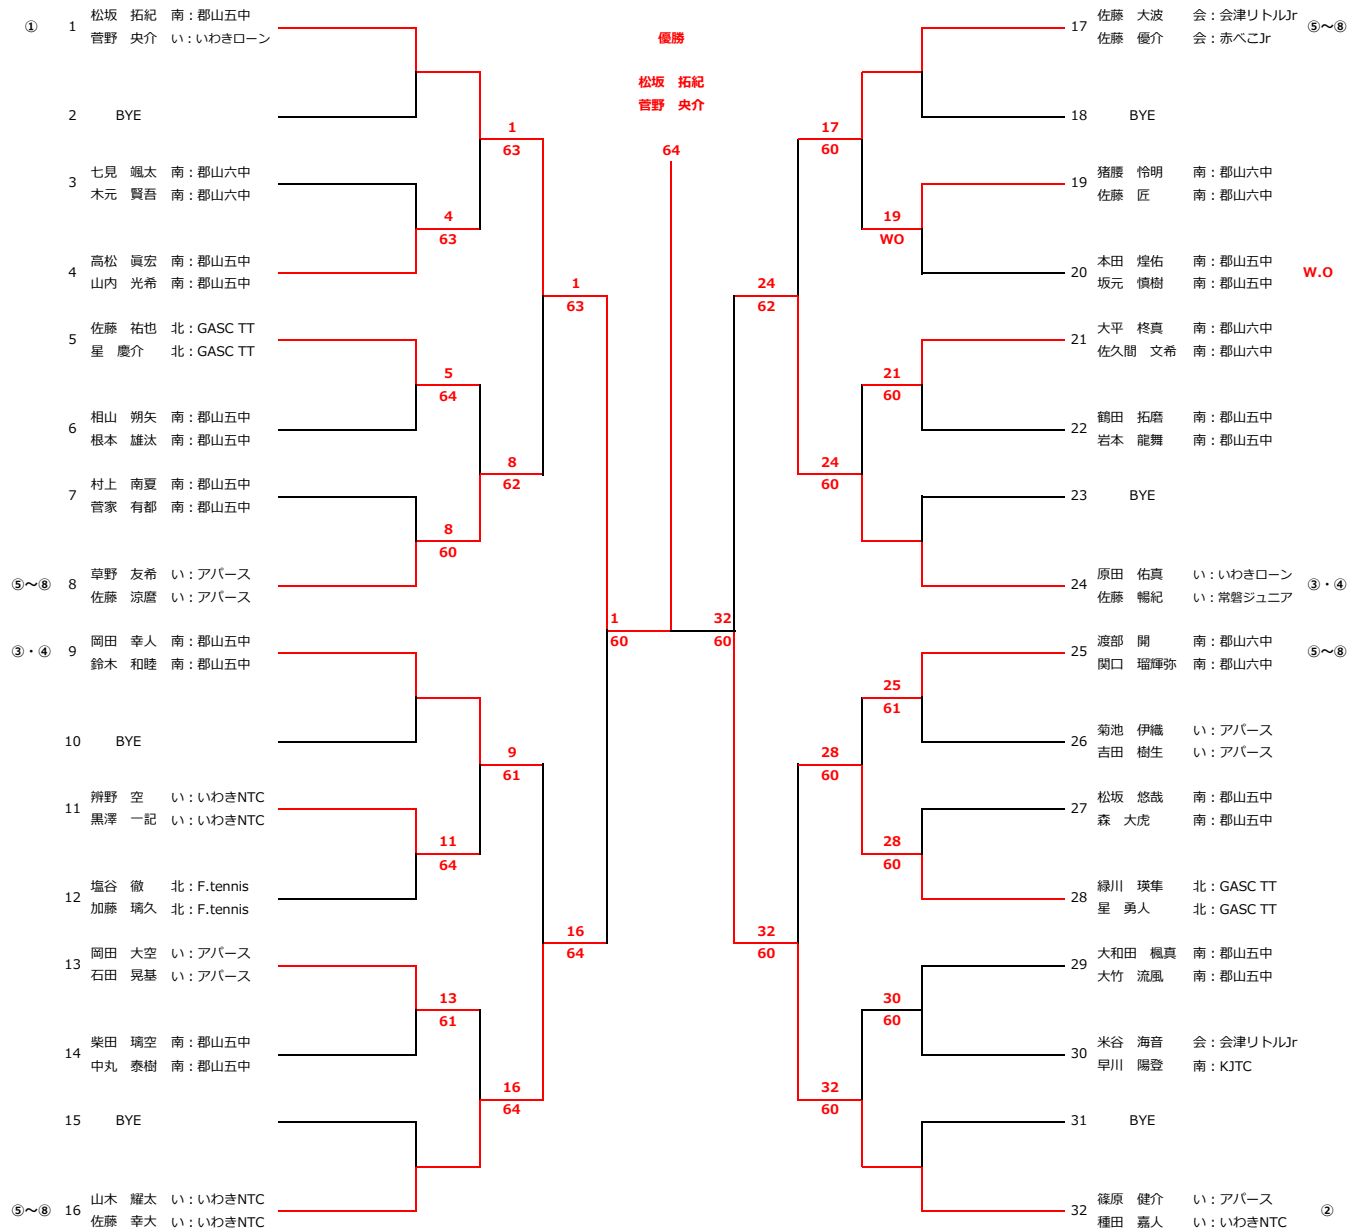 ① 1 松坂 拓紀 南：郡山五中
菅野 央介 い：いわきローン
2 BYE
3 七見 颯太 南：郡山六中
木元 賢吾 南：郡山六中
4 高松 眞宏 南：郡山五中
山内 光希 南：郡山五中
5 佐藤 祐也 北：GASC TT
星 慶介 北：GASC TT
6 相山 朔矢 南：郡山五中
根本 雄汰 南：郡山五中
7 村上 南夏 南：郡山五中
菅家 有都 南：郡山五中
⑤～⑧ 8 草野 友希 い：アパース
佐藤 涼麿 い：アパース
③・④ 9 岡田 幸人 南：郡山五中
鈴木 和睦 南：郡山五中
10 BYE
11 辨野 空 い：いわきNTC
黒澤 一記 い：いわきNTC
12 塩谷 徹 北：F.tennis
加藤 璃久 北：F.tennis
13 岡田 大空 い：アパース
石田 晃基 い：アパース
14 柴田 璃空 南：郡山五中
中丸 泰樹 南：郡山五中
15 BYE
⑤～⑧ 16 山木 耀太 い：いわきNTC
佐藤 幸大 い：いわきNTC
4
63
5
64
8
60
11
64
13
61
1
63
8
62
9
61
16
64
1
63
16
64
1
60
優勝
松坂 拓紀
菅野 央介
64
32
60
24
62
32
60
17
60
24
60
28
60
32
60
19
WO
21
60
25
61
28
60
30
60
17 佐藤 大波 会：会津リトルJr ⑤～⑧
佐藤 優介 会：赤べこJr
18 BYE
19 猪腰 怜明 南：郡山六中
佐藤 匠 南：郡山六中
20 本田 煌佑 南：郡山五中 W.O
坂元 慎樹 南：郡山五中
21 大平 柊真 南：郡山六中
佐久間 文希 南：郡山六中
22 鶴田 拓磨 南：郡山五中
岩本 龍舞 南：郡山五中
23 BYE
24 原田 佑真 い：いわきローン ③・④
佐藤 暢紀 い：常磐ジュニア
25 渡部 開 南：郡山六中 ⑤～⑧
関口 瑠輝弥 南：郡山六中
26 菊池 伊織 い：アパース
吉田 樹生 い：アパース
27 松坂 悠哉 南：郡山五中
森 大虎 南：郡山五中
28 緑川 瑛隼 北：GASC TT
星 勇人 北：GASC TT
29 大和田 楓真 南：郡山五中
大竹 流風 南：郡山五中
30 米谷 海音 会：会津リトルJr
早川 陽登 南：KJTC
31 BYE
32 篠原 健介 い：アパース ②
種田 嘉人 い：いわきNTC